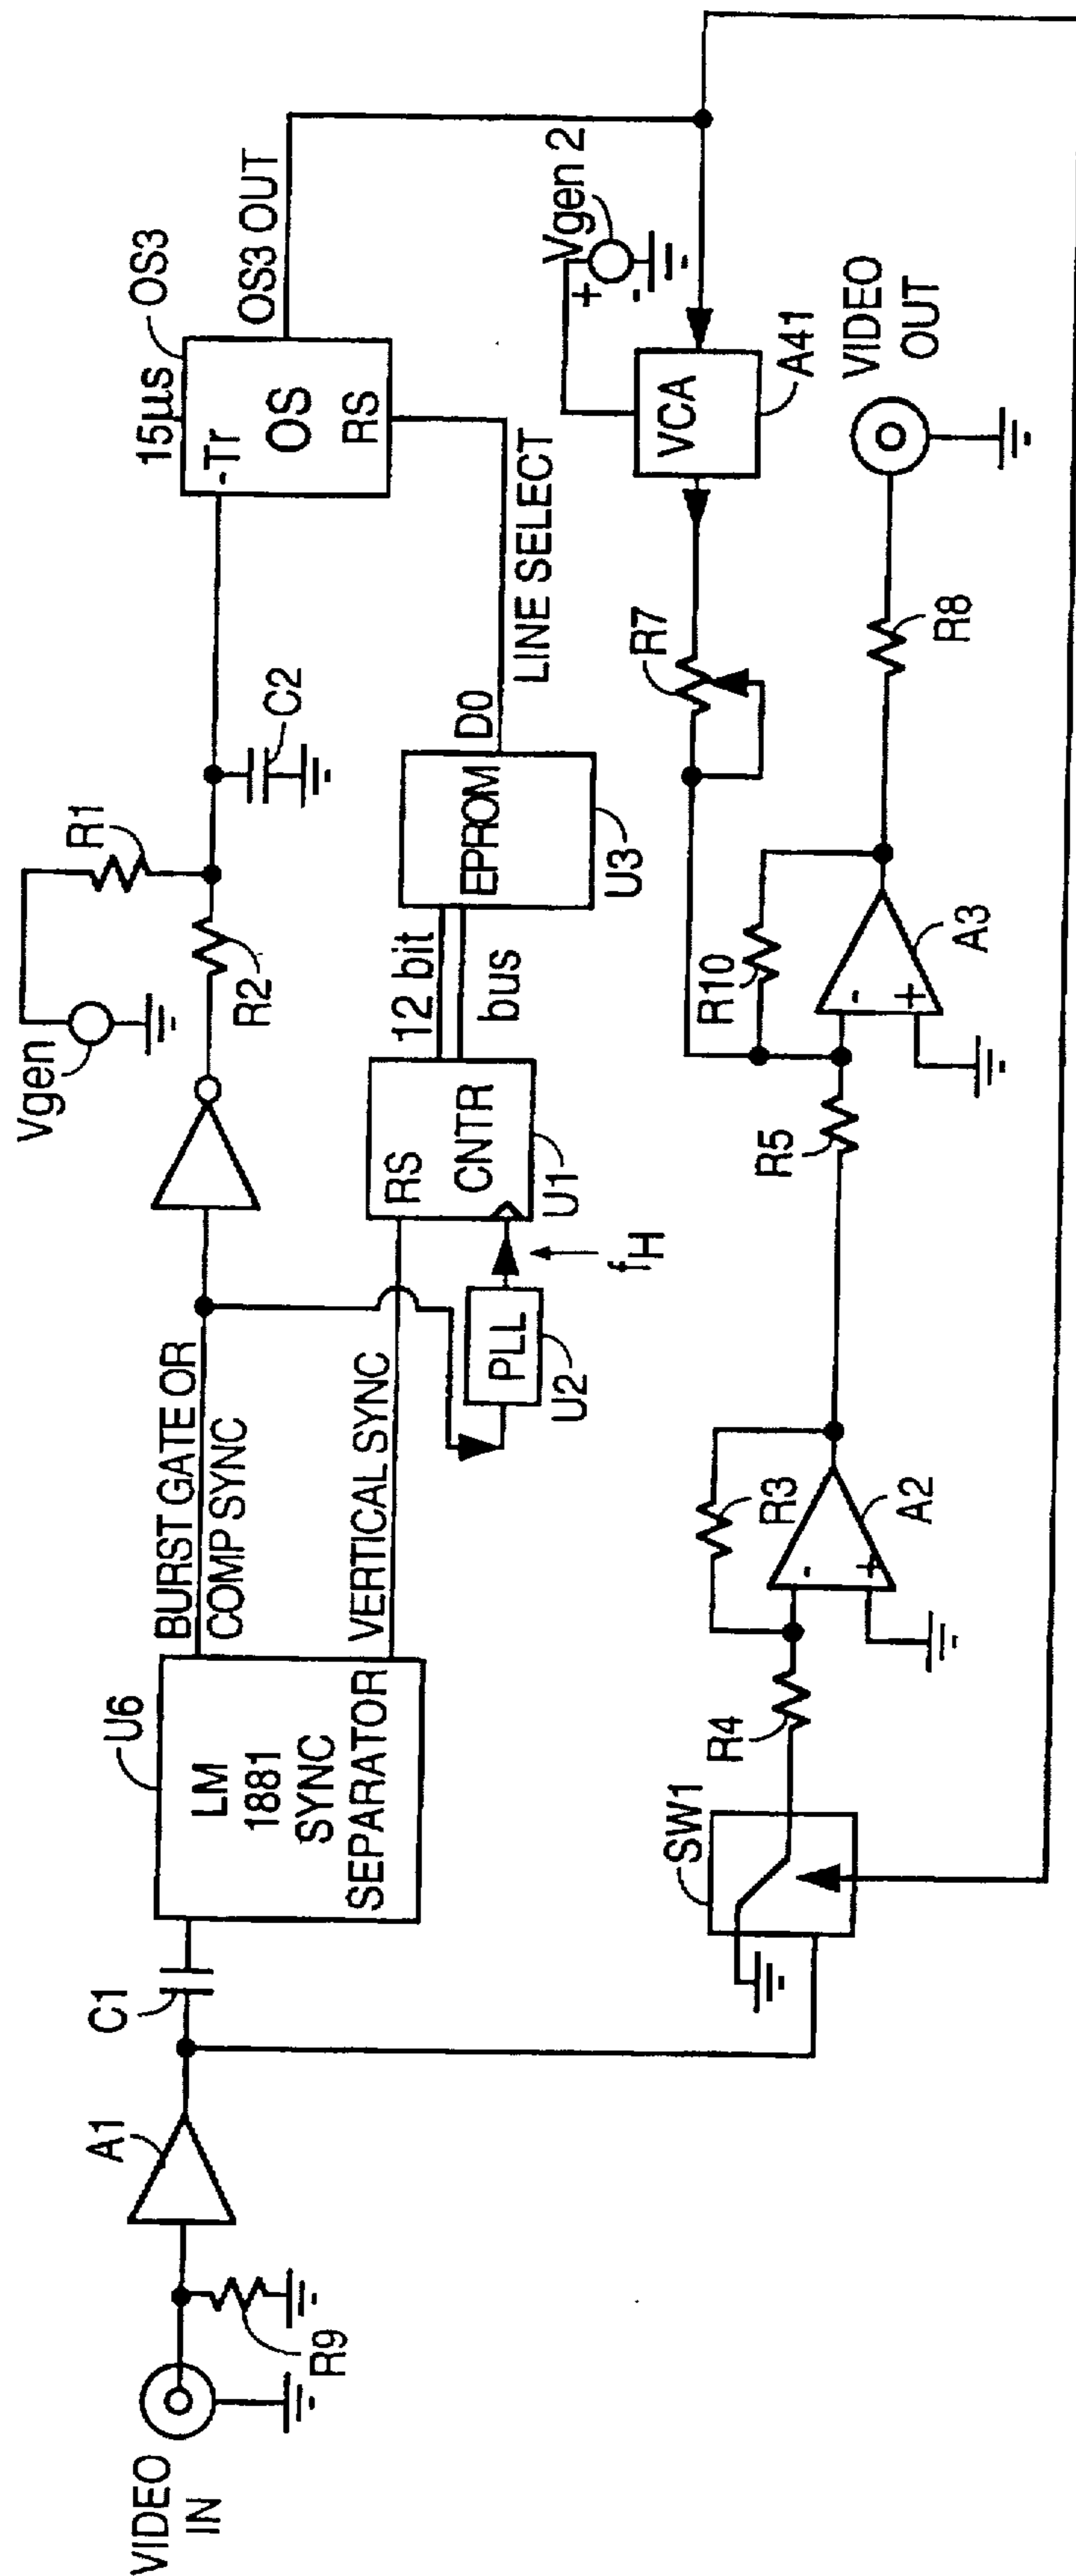 VIDEO
IN
R9
A1
C1
U6
LM
1881
SYNC
SEPARATOR
BURST GATE OR
COMP SYNC
VERTICAL SYNC
PLL
U2
fH
RS
CNTR
U1
12 bit
bus
EPROM
U3
D0
LINE SELECT
Vgen
R1
R2
C2
15µs
OS3
-Tr
OS
RS
OS3 OUT
Vgen 2
+
-
VCA
A41
R7
SW1
R4
R3
-
+
A2
R5
R10
-
+
A3
R8
VIDEO
OUT